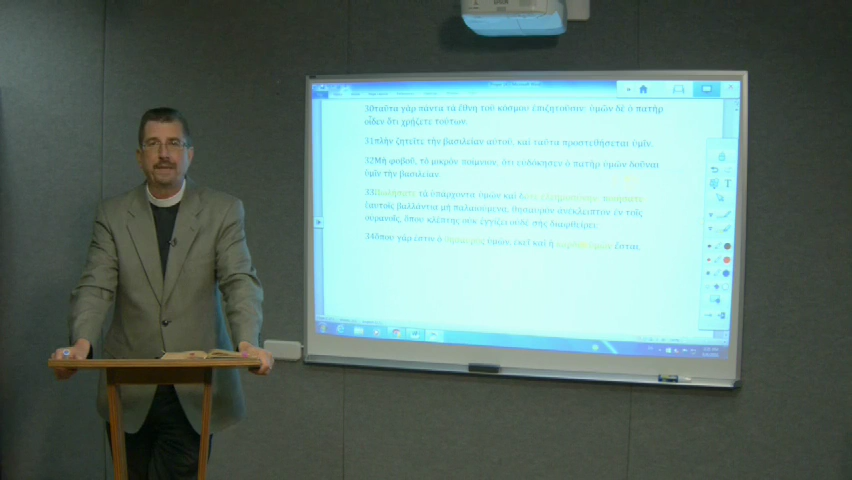 30ταῦτα γὰρ πάντα τὰ ἔθνη τοῦ κόσμου ἐπιζητοῦσιν· ὑμῶν δὲ ὁ πατὴρ
οἶδεν ὅτι χρῄζετε τούτων.
31πλὴν ζητεῖτε τὴν βασιλείαν αὐτοῦ, καὶ ταῦτα προστεθήσεται ὑμῖν.
32Μὴ φοβοῦ, τὸ μικρὸν ποίμνιον, ὅτι εὐδόκησεν ὁ πατὴρ ὑμῶν δοῦναι
ὑμῖν τὴν βασιλείαν.
33Πωλήσατε τὰ ὑπάρχοντα ὑμῶν καὶ δότε ἐλεημοσύνην· ποιήσατε
ἑαυτοῖς βαλλάντια μὴ παλαιούμενα, θησαυρὸν ἀνέκλειπτον ἐν τοῖς
οὐρανοῖς, ὅπου κλέπτης οὐκ ἐγγίζει οὐδὲ σὴς διαφθείρει·
34ὅπου γάρ ἐστιν ὁ θησαυρὸς ὑμῶν, ἐκεῖ καὶ ἡ καρδία ὑμῶν ἔσται